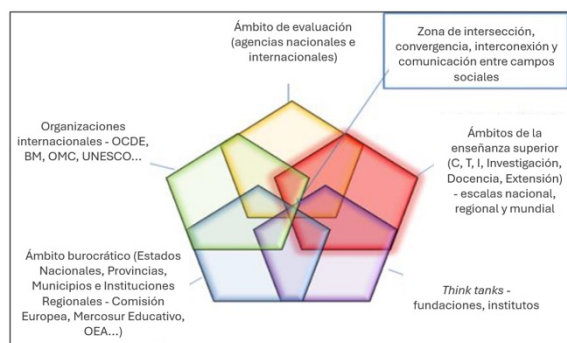 Ámbito de evaluación
(agencias nacionales e
internacionales)
Zona de intersección,
convergencia, interconexión y
comunicación entre campos
sociales
Organizaciones
internacionales - OCDE,
BM, OMC, UNESCO...
Ámbitos de la
enseñanza superior
(C, T, I, Investigación,
Docencia, Extensión)
- escalas nacional,
regional y mundial
Ámbito burocrático (Estados
Nacionales, Provincias,
Municipios e Instituciones
Regionales - Comisión
Europea, Mercosur Educativo,
OEA...)
Think tanks -
fundaciones, institutos